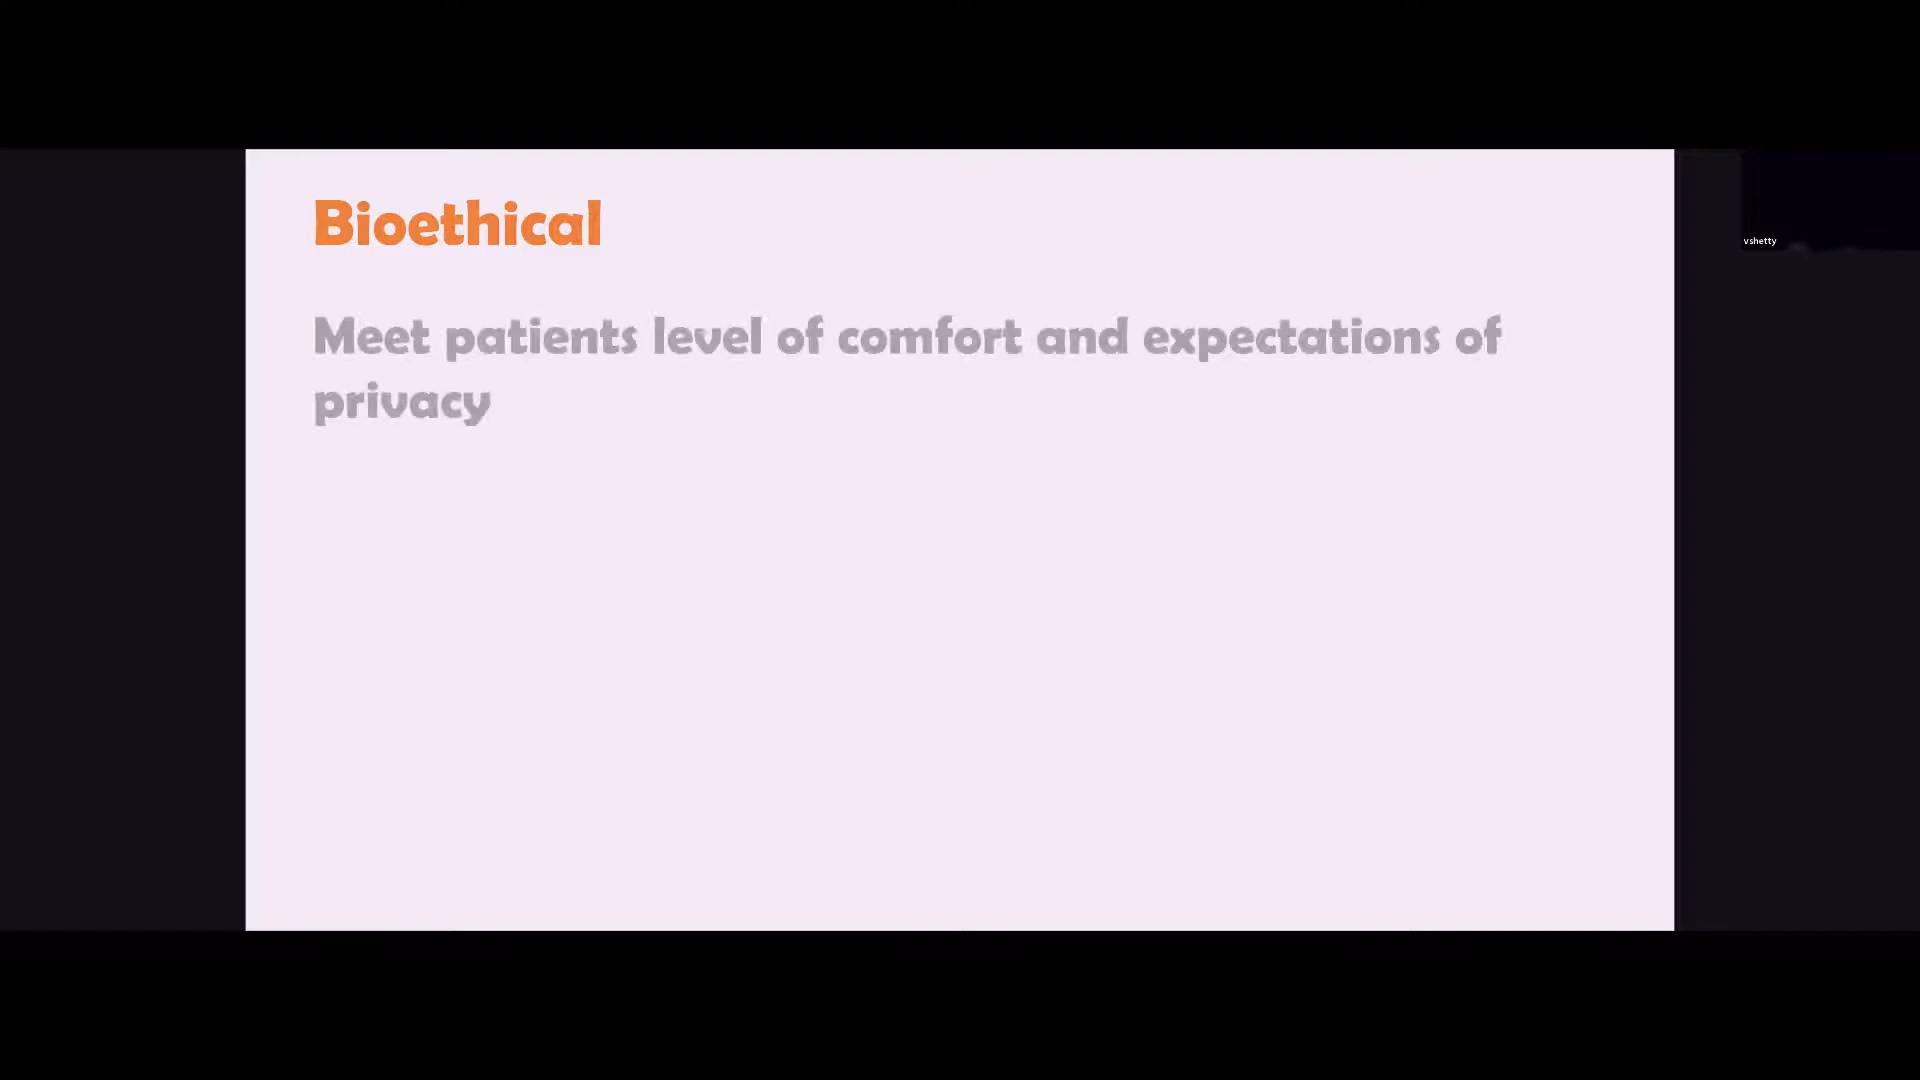 Bioethical
Meet patients level of comfort and expectations of
privacy
vshetty